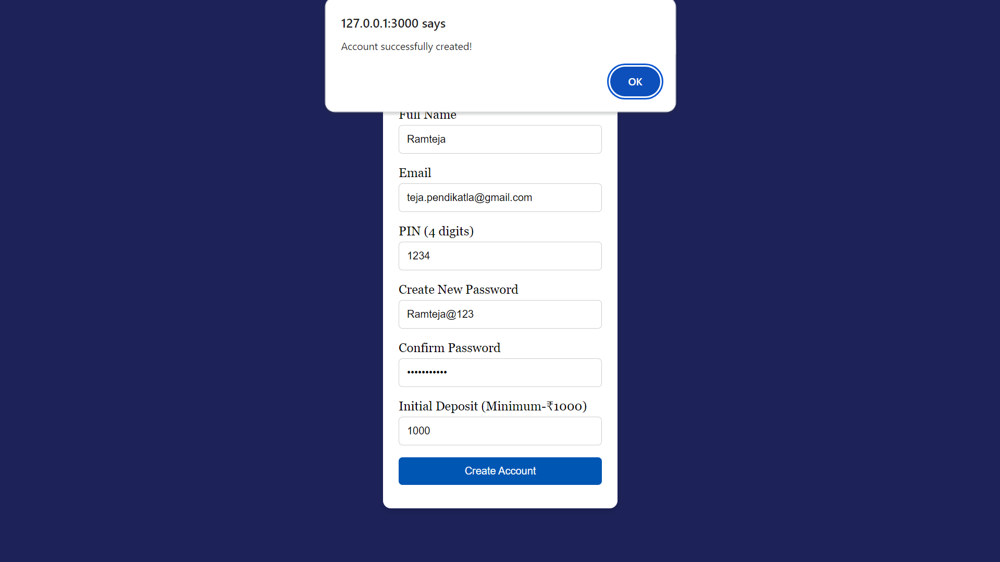 127.0.0.1:3000 says
Account successfully created!
OK
Full Name
Ramteja
Email
teja.pendikatla@gmail.com
PIN (4 digits)
1234
Create New Password
Ramteja@123
Confirm Password
•••••••••••
Initial Deposit (Minimum-₹1000)
1000
Create Account